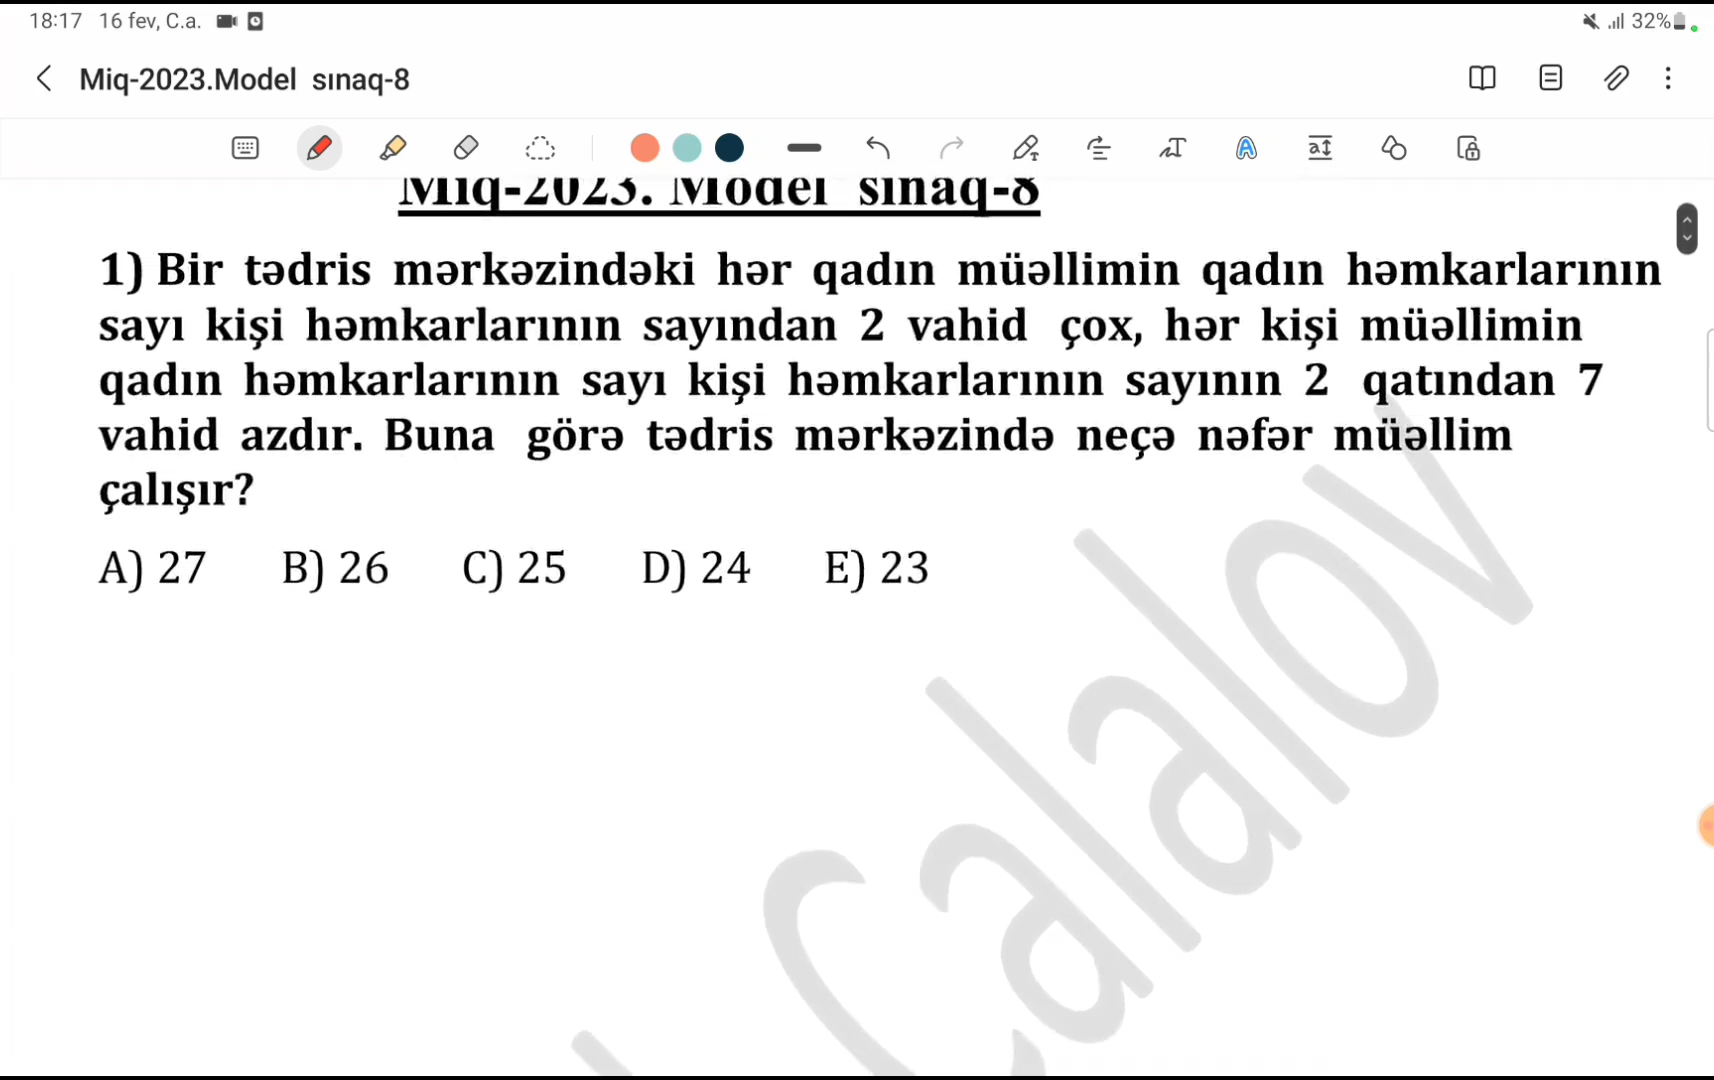 18:17 16 fev, C.a. 32%
Miq-2023.Model sınaq-8
Miq-2023. Model sınaq-8
1) Bir tədris mərkəzindəki hər qadın müəllimin qadın həmkarlarının
sayı kişi həmkarlarının sayından 2 vahid çox, hər kişi müəllimin
qadın həmkarlarının sayı kişi həmkarlarının sayının 2 qatından 7
vahid azdır. Buna görə tədris mərkəzində neçə nəfər müəllim
çalışır?
A) 27 B) 26 C) 25 D) 24 E) 23
Calalov